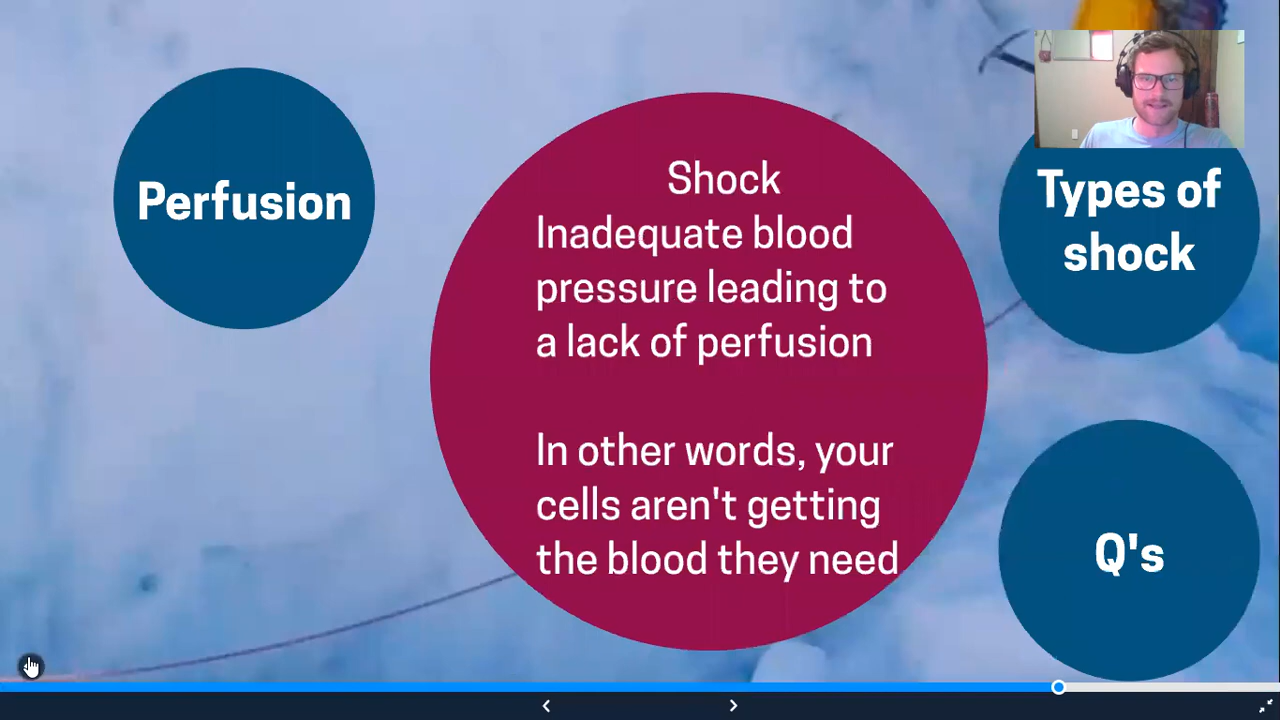 Perfusion
Shock
Inadequate blood
pressure leading to
a lack of perfusion
In other words, your
cells aren't getting
the blood they need
Types of
shock
Q's